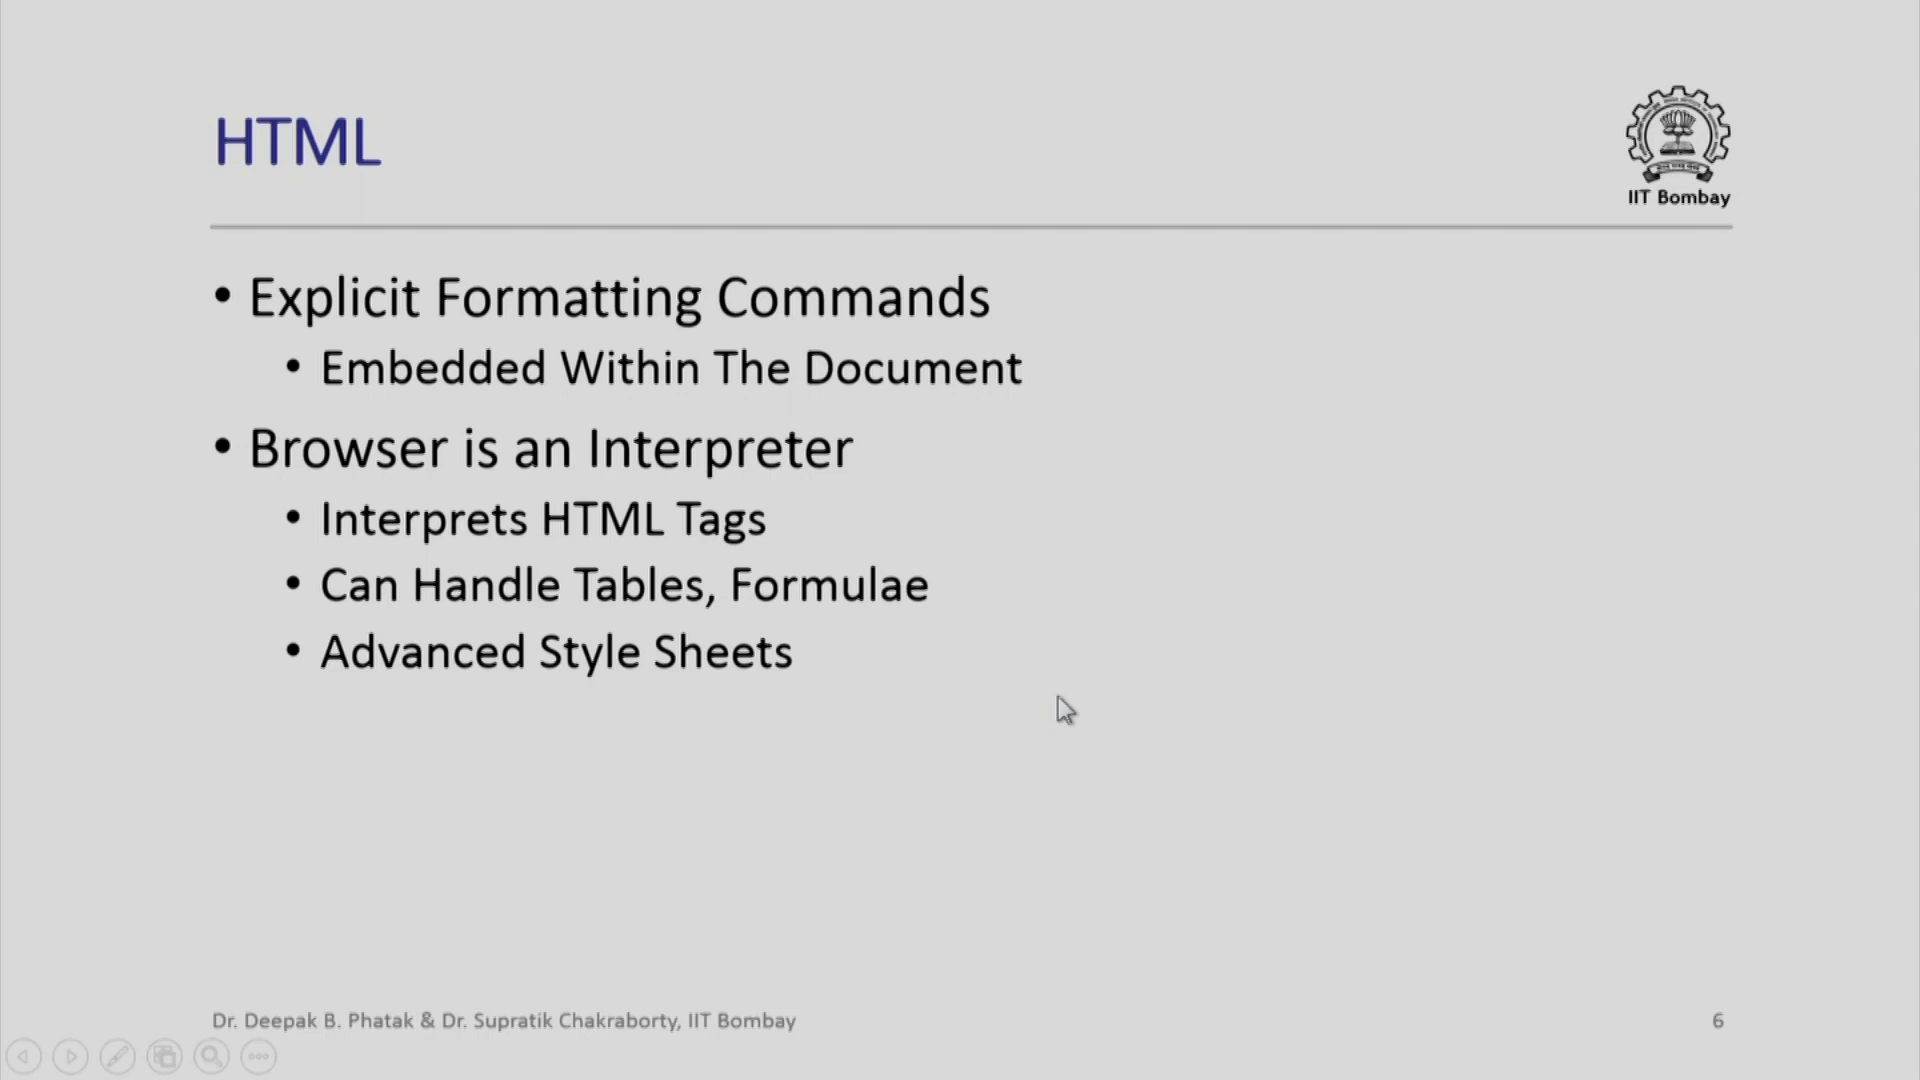 HTML
IIT Bombay
• Explicit Formatting Commands
• Embedded Within The Document
• Browser is an Interpreter
• Interprets HTML Tags
• Can Handle Tables, Formulae
• Advanced Style Sheets
Dr. Deepak B. Phatak & Dr. Supratik Chakraborty, IIT Bombay
6